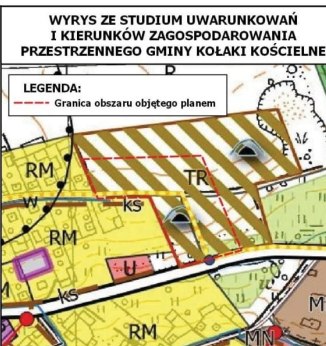 WYRYS ZE STUDIUM UWARUNKOWAŃ
I KIERUNKÓW ZAGOSPODAROWANIA
PRZESTRZENNEGO GMINY KOŁAKI KOŚCIELNE
LEGENDA:
Granica obszaru objętego planem
RM
TR
W
ks
RM
U
ks
RM
MN
M